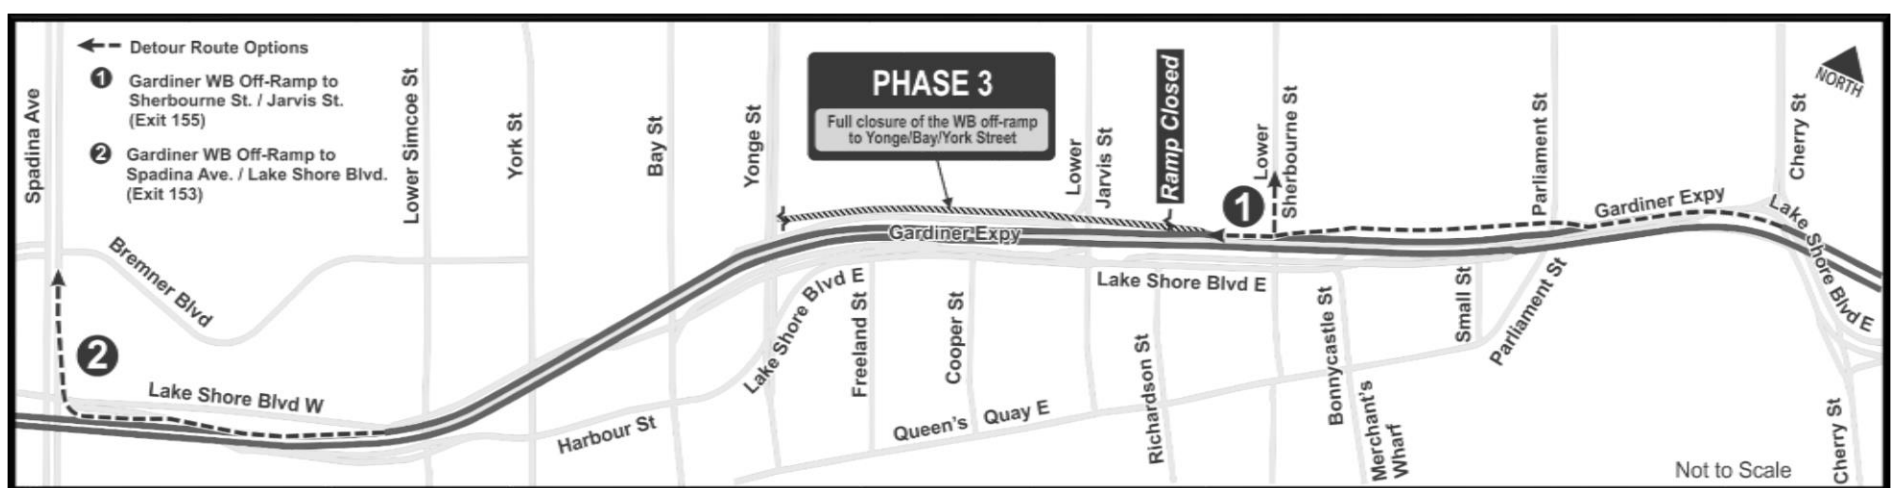 Detour Route Options
1 Gardiner WB Off-Ramp to
Sherbourne St. / Jarvis St.
(Exit 155)
2 Gardiner WB Off-Ramp to
Spadina Ave. / Lake Shore Blvd.
(Exit 153)
Spadina Ave
Lower Simcoe St
York St
Bay St
Yonge St
PHASE 3
Full closure of the WB off-ramp
to Yonge/Bay/York Street
Lower
Jarvis St
Ramp Closed
1
Lower
Sherbourne St
Parliament St
Gardiner Expy
Cherry St
NORTH
Lake Shore Blvd E
Bremner Blvd
Gardiner Expy
Lake Shore Blvd E
Lake Shore Blvd E
2
Lake Shore Blvd W
Harbour St
Freeland St
Cooper St
Queen's Quay E
Richardson St
Bonnycastle St
Merchant's
Wharf
Small St
Parliament St
Cherry St
Not to Scale